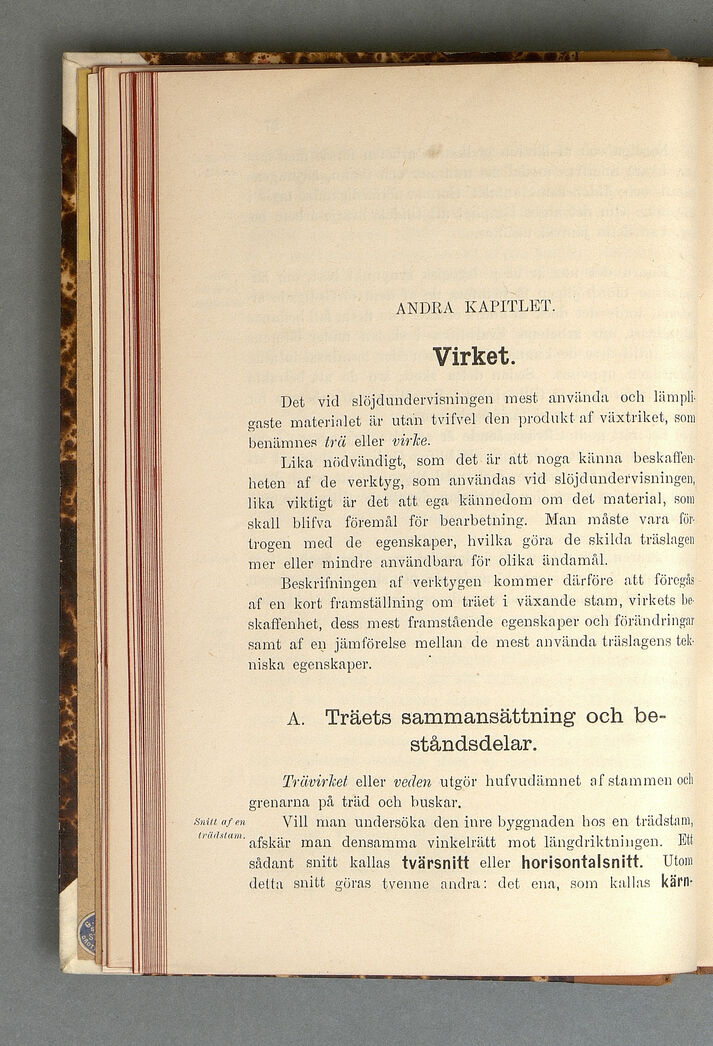 ANDRA KAPITLET.
Virket.
Det vid slöjdundervisningen mest använda och lämpli-
gaste materialet är utan tvifvel den produkt af växtriket, som
benämnes trä eller virke.
Lika nödvändigt, som det är att noga känna beskaffen-
heten af de verktyg, som användas vid slöjdundervisningen,
lika viktigt är det att ega kännedom om det material, som
skall blifva föremål för bearbetning. Man måste vara för-
trogen med de egenskaper, hvilka göra de skilda träslagen
mer eller mindre användbara för olika ändamål.
Beskrifningen af verktygen kommer därföre att föregås
af en kort framställning om träet i växande stam, virkets be-
skaffenhet, dess mest framstående egenskaper och förändringar
samt af en jämförelse mellan de mest använda träslagens tek-
niska egenskaper.
A. Träets sammansättning och be-
ståndsdelar.
Trävirket eller veden utgör hufvudämnet af stammen och
grenarna på träd och buskar.
Snitt af en
trädstam.
Vill man undersöka den inre byggnaden hos en trädstam,
afskär man densamma vinkelrätt mot längdriktningen. Ett
sådant snitt kallas tvärsnitt eller horisontalsnitt. Utom
detta snitt göras tvenne andra: det ena, som kallas kärn-